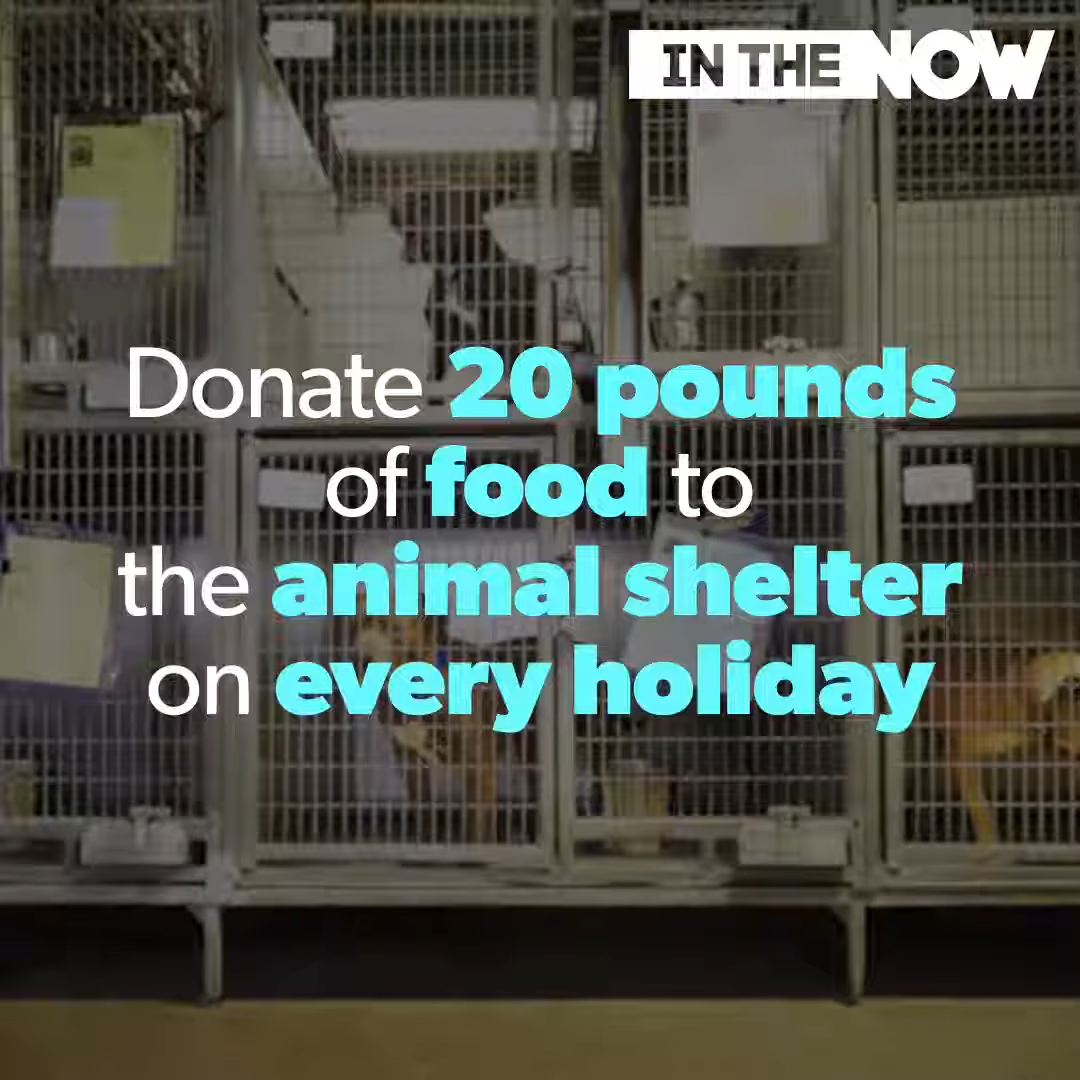 IN THE NOW
Donate 20 pounds
of food to
the animal shelter
on every holiday